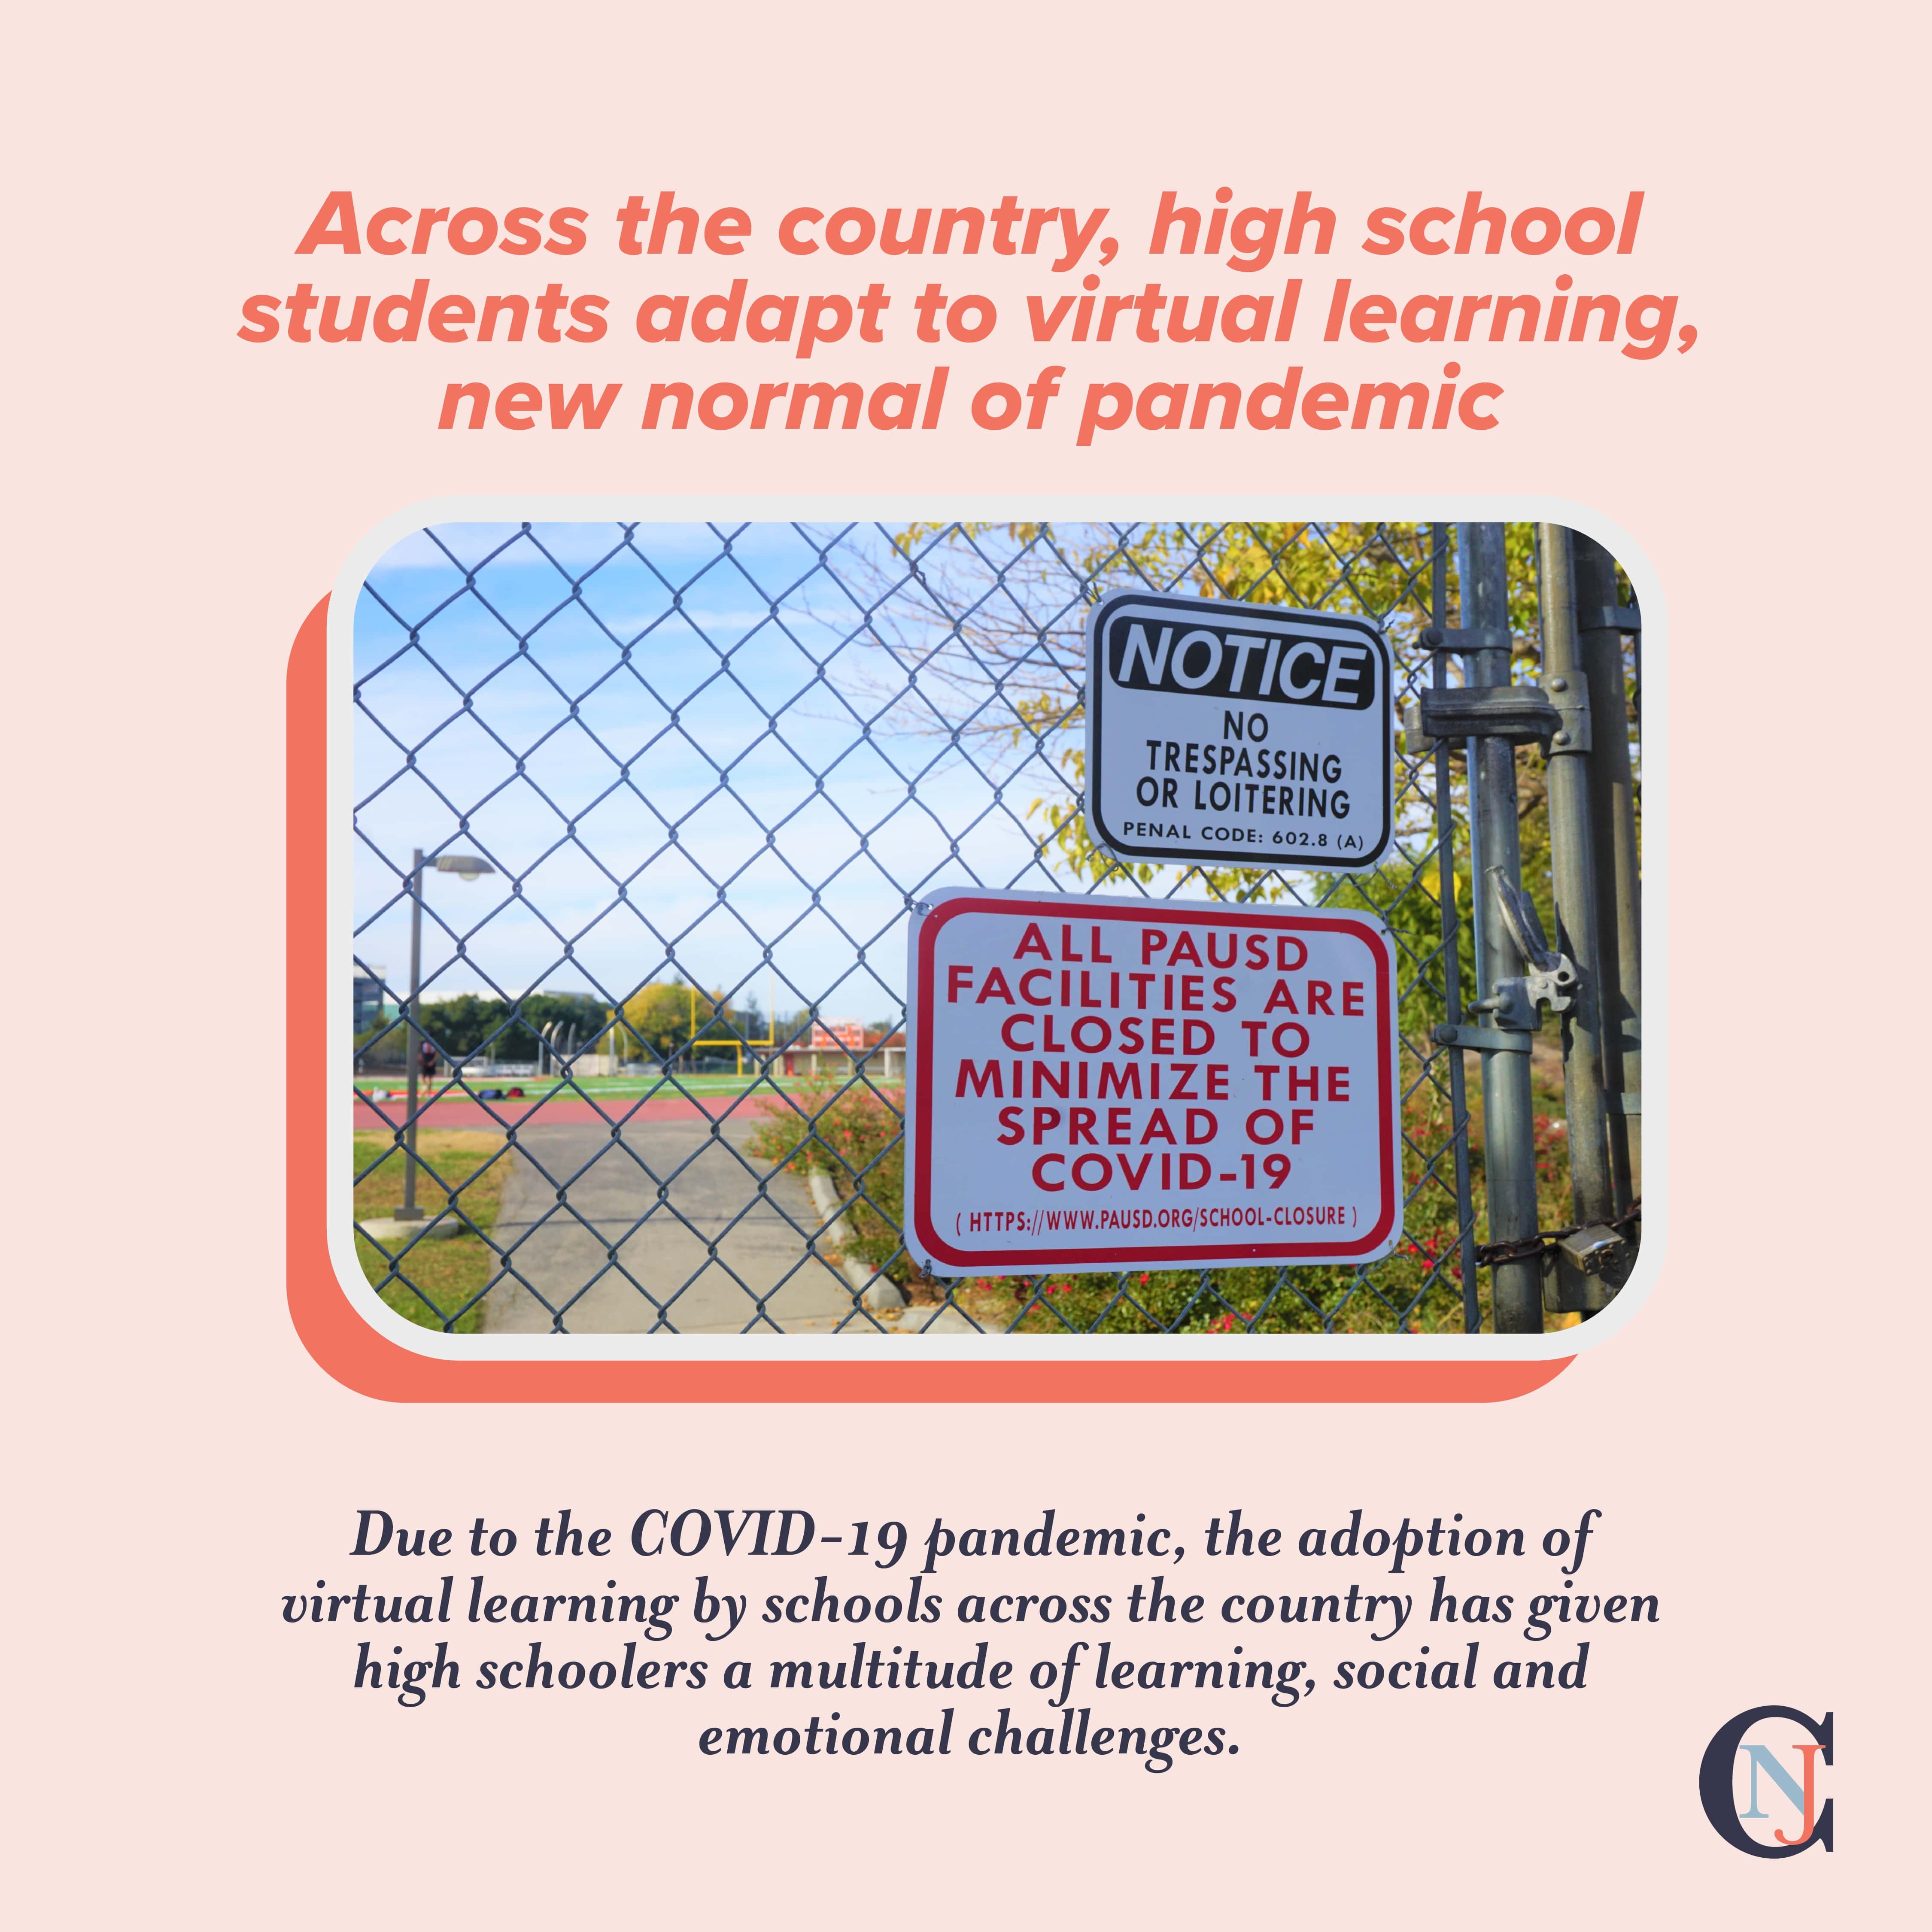 Across the country, high school
students adapt to virtual learning,
new normal of pandemic
NOTICE
NO
TRESPASSING
OR LOITERING
PENAL CODE: 602.8 (A)
ALL PAUSD
FACILITIES ARE
CLOSED TO
MINIMIZE THE
SPREAD OF
COVID-19
( HTTPS://WWW.PAUSD.ORG/SCHOOL-CLOSURE )
Due to the COVID-19 pandemic, the adoption of
virtual learning by schools across the country has given
high schoolers a multitude of learning, social and
emotional challenges.
CNJ